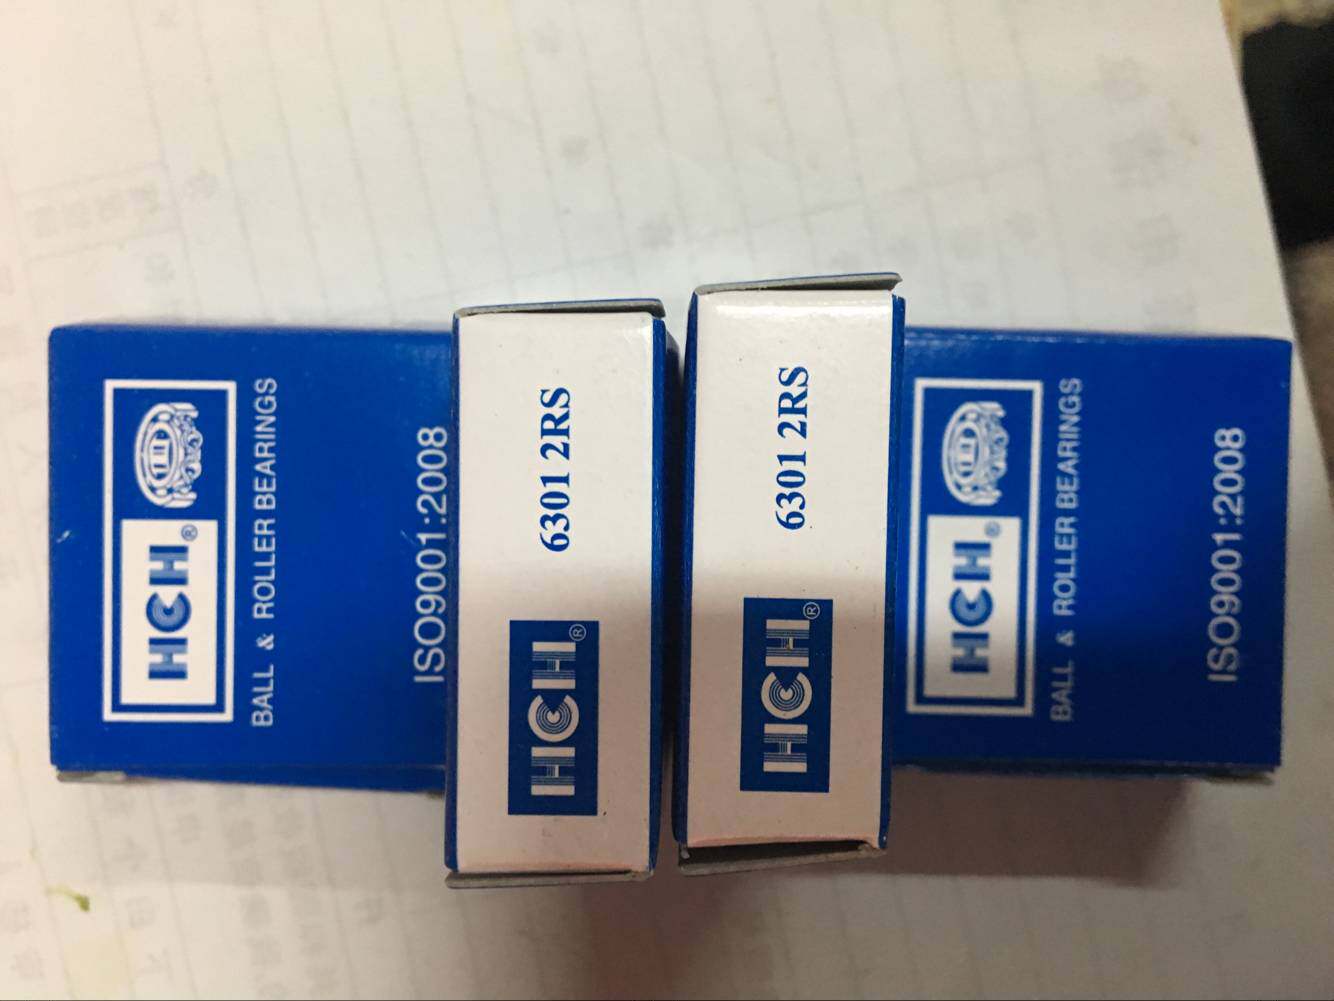 HCH®
BALL & ROLLER BEARINGS
ISO9001:2008
HCH® 6301 2RS
HCH® 6301 2RS
HCH®
BALL & ROLLER BEARINGS
ISO9001:2008